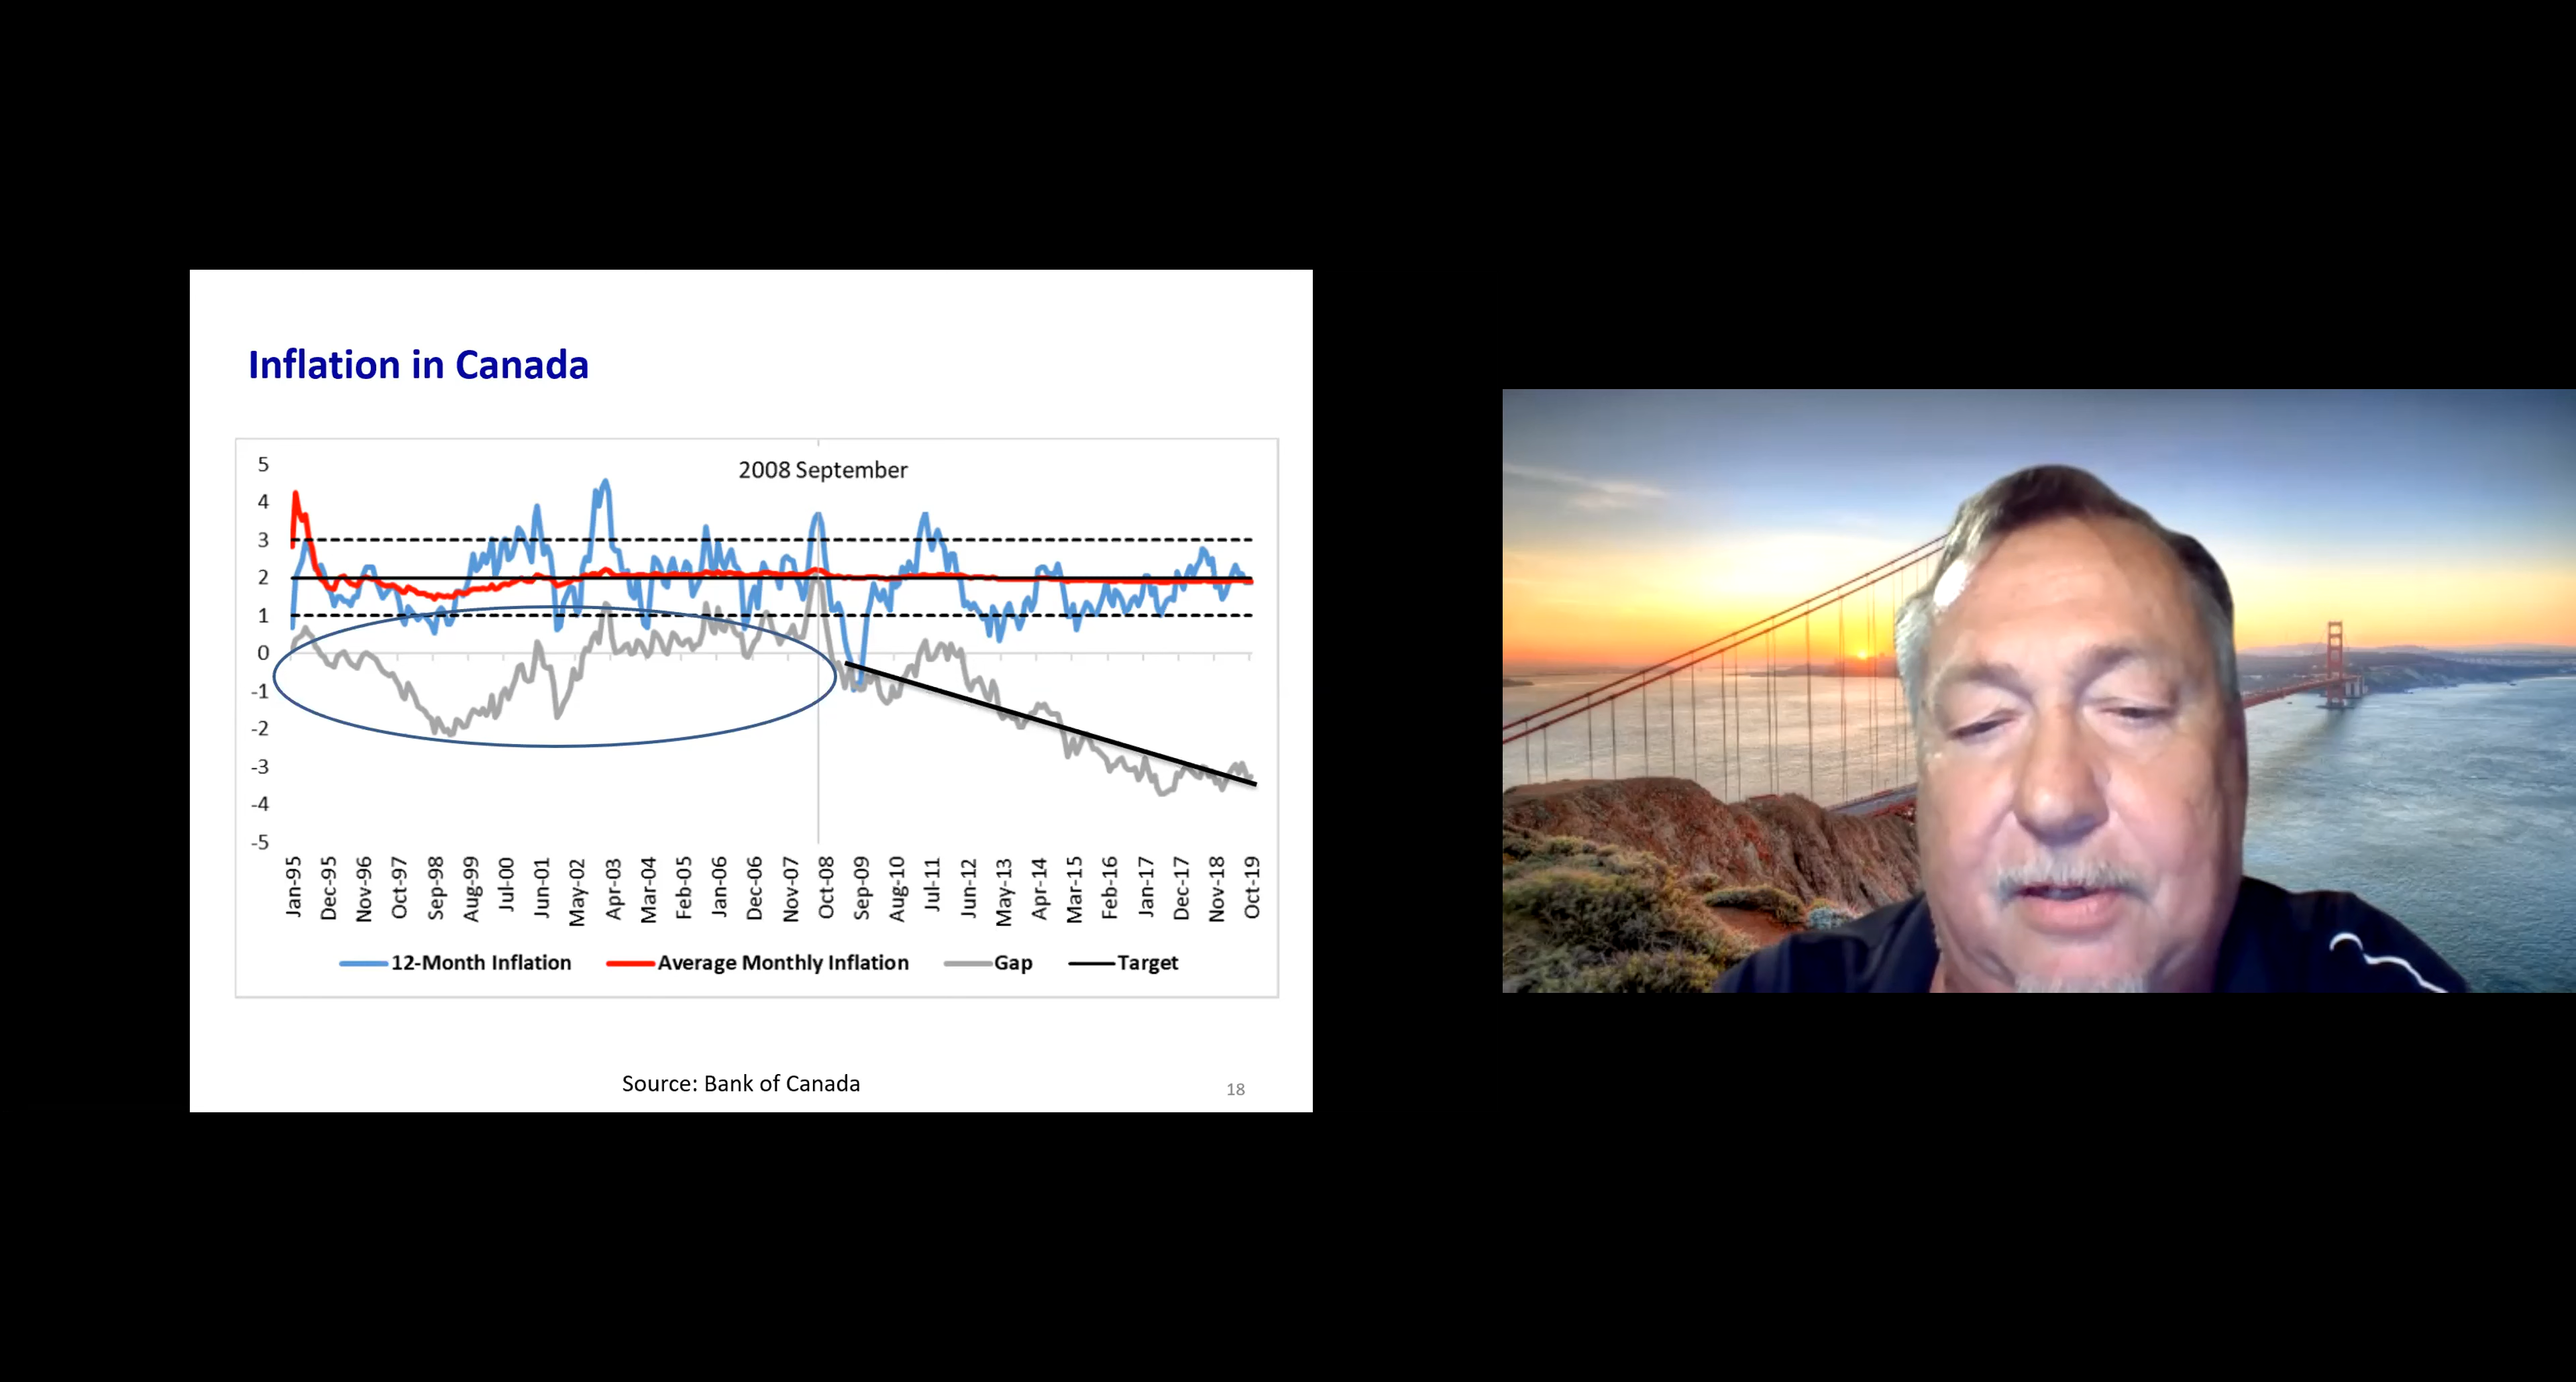 Inflation in Canada
2008 September
5
4
3
2
1
0
-1
-2
-3
-4
-5
Jan-95
Dec-95
Nov-96
Oct-97
Sep-98
Aug-99
Jul-00
Jun-01
May-02
Apr-03
Mar-04
Feb-05
Jan-06
Dec-06
Nov-07
Oct-08
Sep-09
Aug-10
Jul-11
Jun-12
May-13
Apr-14
Mar-15
Feb-16
Jan-17
Dec-17
Nov-18
Oct-19
12-Month Inflation Average Monthly Inflation Gap Target
Source: Bank of Canada
18